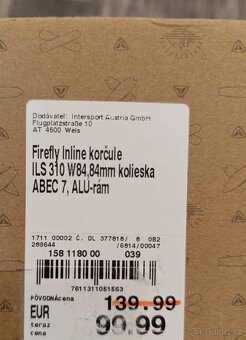 Dodávateľ: Intersport Austria GmbH
Flugplatzstraße 10
AT 4600 Wels
Firefly Inline korčule
ILS 310 W84,84mm kolieska
ABEC 7, ALU-rám
1711 00002 Č. DL 377818/ 8 0B2
289644 /6814/00047
158 1180 00 039
7611311051563
PÔVODNÁcena 139.99
EUR
teraz 99.99
cena